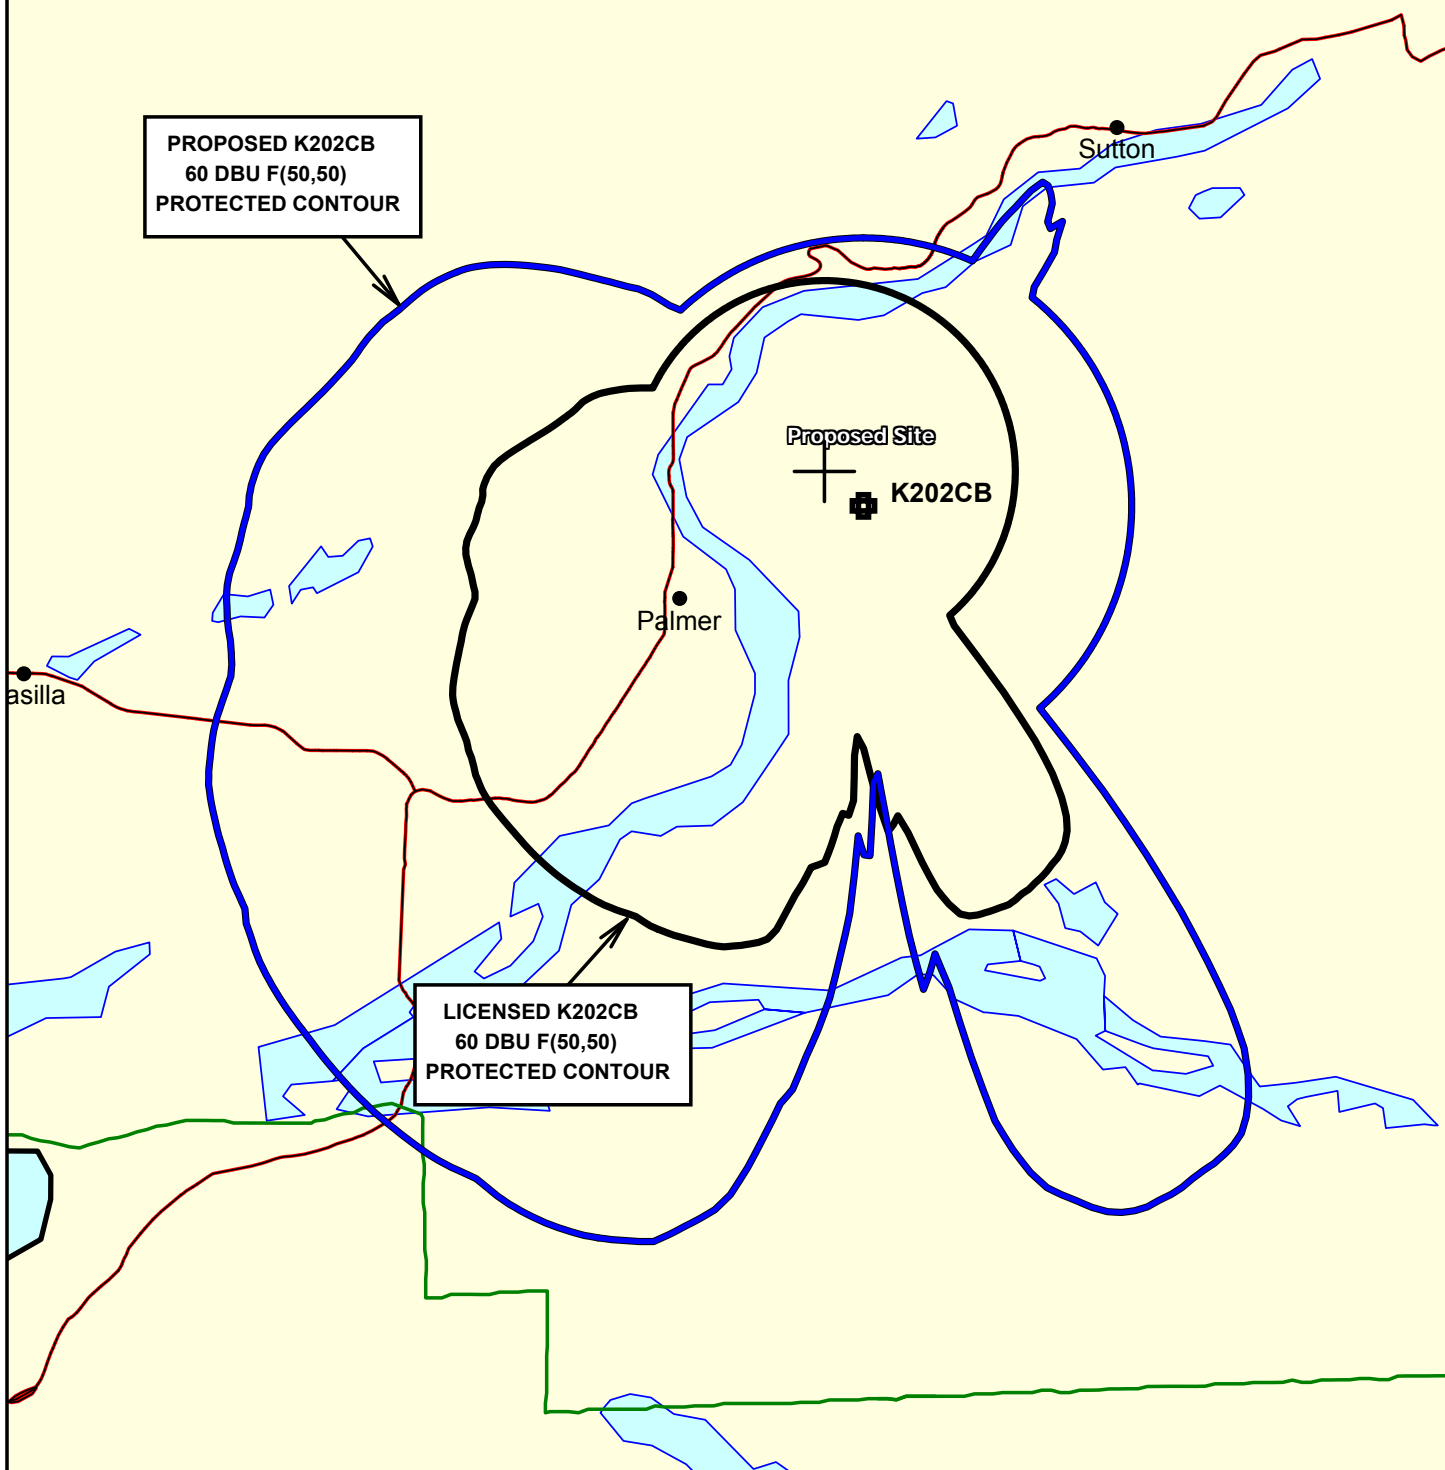 Sutton
PROPOSED K202CB
60 DBU F(50,50)
PROTECTED CONTOUR
Proposed Site
K202CB
Palmer
asilla
LICENSED K202CB
60 DBU F(50,50)
PROTECTED CONTOUR